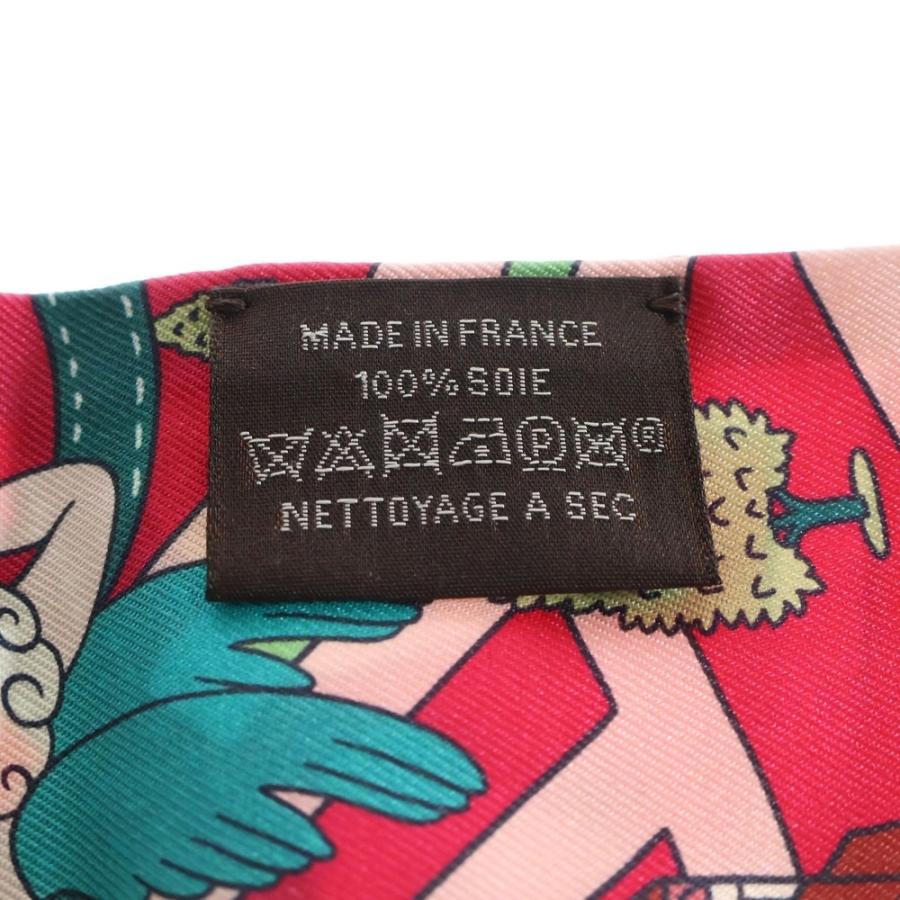 MADE IN FRANCE
100% SOIE
P ®
NETTOYAGE A SEC